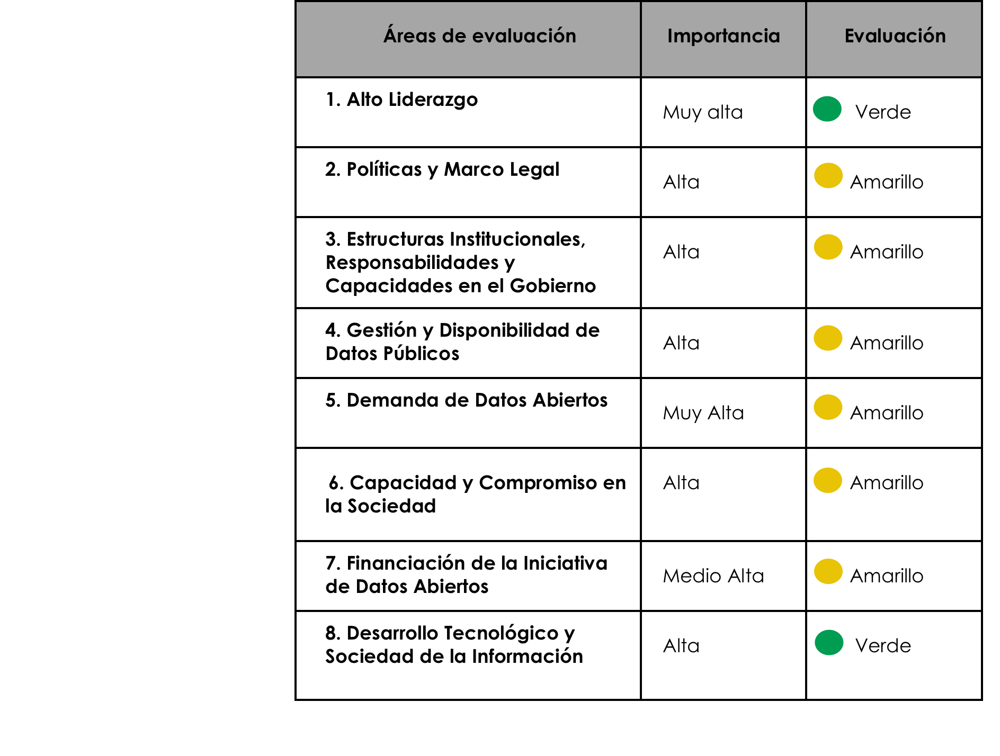 Áreas de evaluación Importancia Evaluación
1. Alto Liderazgo
Muy alta Verde
2. Políticas y Marco Legal
Alta Amarillo
3. Estructuras Institucionales,
Alta Amarillo
Responsabilidades y
Capacidades en el Gobierno
4. Gestión y Disponibilidad de
Alta Amarillo
Datos Públicos
5. Demanda de Datos Abiertos
Muy Alta Amarillo
6. Capacidad y Compromiso en Alta Amarillo
la Sociedad
7. Financiación de la Iniciativa
Medio Alta Amarillo
de Datos Abiertos
8. Desarrollo Tecnológico y
Alta Verde
Sociedad de la Información